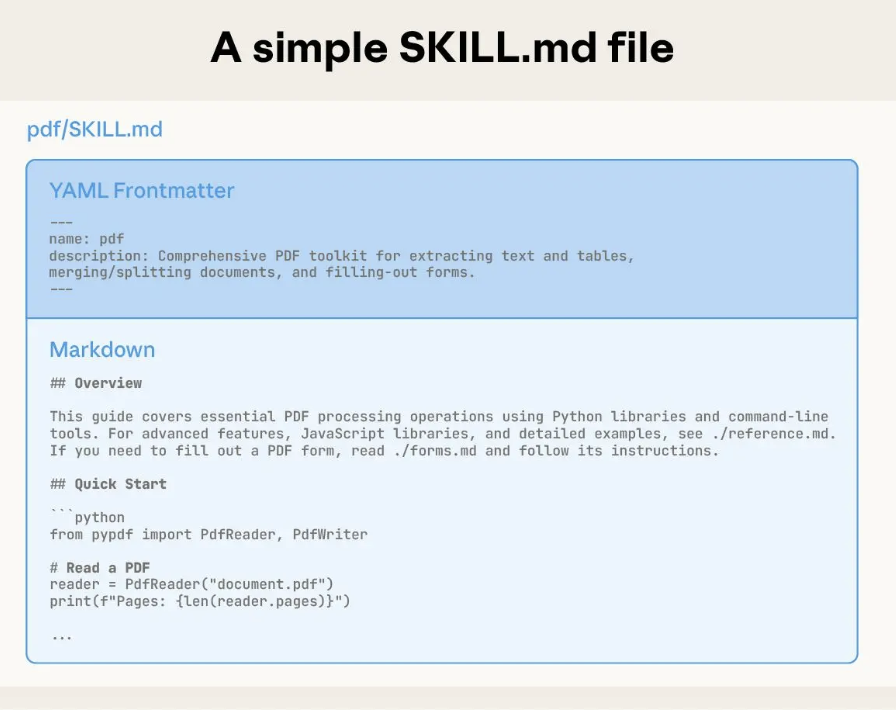 A simple SKILL.md file
pdf/SKILL.md
YAML Frontmatter
---
name: pdf
description: Comprehensive PDF toolkit for extracting text and tables,
merging/splitting documents, and filling-out forms.
---
Markdown
## Overview
This guide covers essential PDF processing operations using Python libraries and command-line
tools. For advanced features, JavaScript libraries, and detailed examples, see ./reference.md.
If you need to fill out a PDF form, read ./forms.md and follow its instructions.
## Quick Start
```python
from pypdf import PdfReader, PdfWriter
# Read a PDF
reader = PdfReader("document.pdf")
print(f"Pages: {len(reader.pages)}")
...